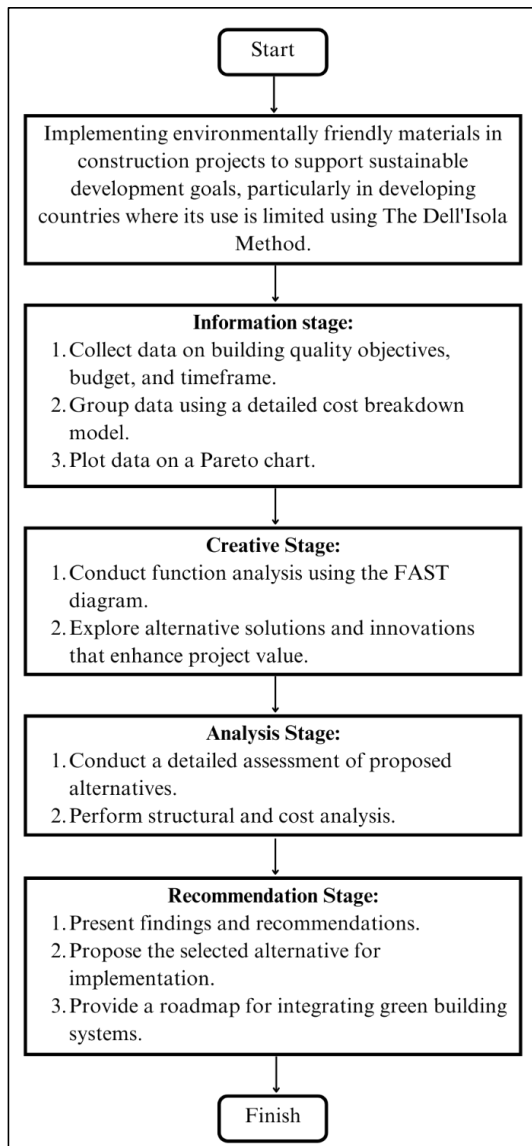 Start
Implementing environmentally friendly materials in
construction projects to support sustainable
development goals, particularly in developing
countries where its use is limited using The Dell'Isola
Method.
Information stage:
1. Collect data on building quality objectives,
budget, and timeframe.
2. Group data using a detailed cost breakdown
model.
3. Plot data on a Pareto chart.
Creative Stage:
1. Conduct function analysis using the FAST
diagram.
2. Explore alternative solutions and innovations
that enhance project value.
Analysis Stage:
1. Conduct a detailed assessment of proposed
alternatives.
2. Perform structural and cost analysis.
Recommendation Stage:
1. Present findings and recommendations.
2. Propose the selected alternative for
implementation.
3. Provide a roadmap for integrating green building
systems.
Finish